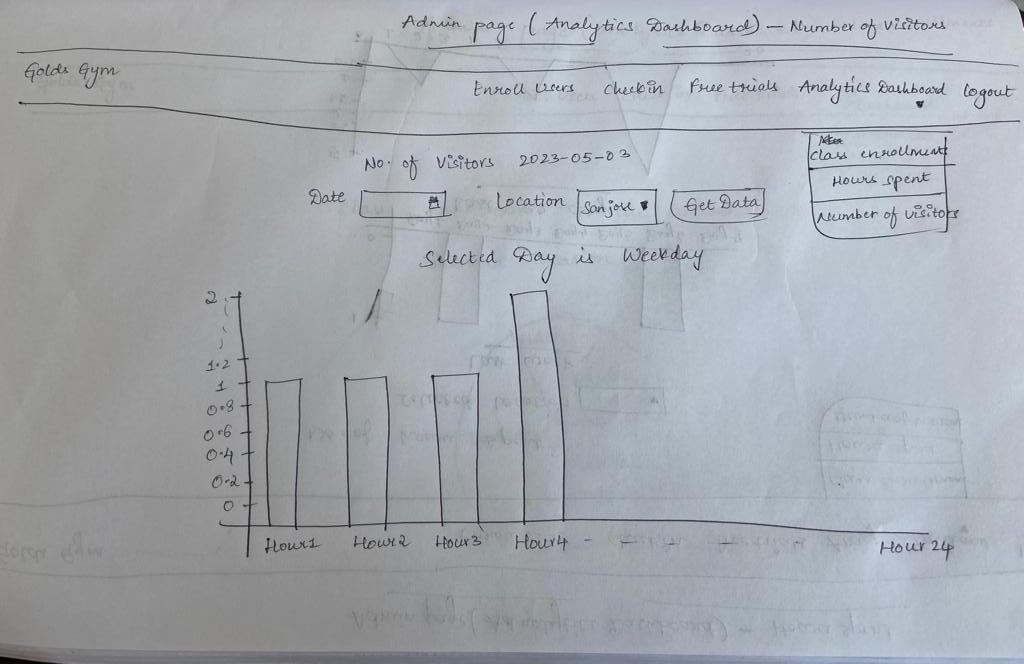 Admin page (Analytics Dashboard) - Number of Visitors
Golds Gym
Enroll Users Checkin Free trials Analytics Dashboard logout
Class enrollment
Hours spent
Number of visitors
No. of Visitors 2023-05-03
Date Location Sanjose Get Data
Selected Day is Weekday
2
1.2
1
0.8
0.6
0.4
0.2
0
Hour1 Hour2 Hour3 Hour4 - - - - Hour 24